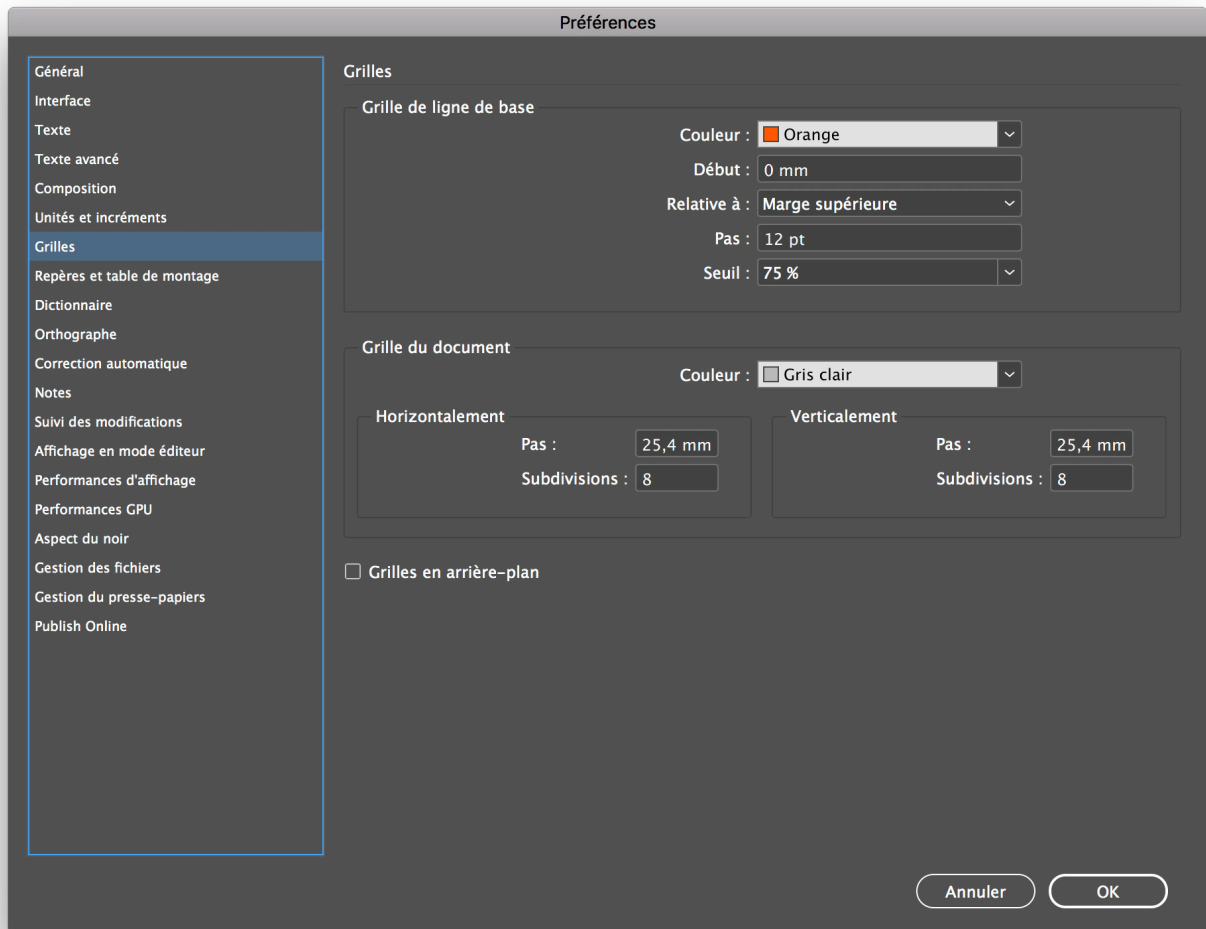 Préférences
Général
Interface
Texte
Texte avancé
Composition
Unités et incréments
Grilles
Repères et table de montage
Dictionnaire
Orthographe
Correction automatique
Notes
Suivi des modifications
Affichage en mode éditeur
Performances d'affichage
Performances GPU
Aspect du noir
Gestion des fichiers
Gestion du presse-papiers
Publish Online
Grilles
Grille de ligne de base
Couleur : Orange
Début : 0 mm
Relative à : Marge supérieure
Pas : 12 pt
Seuil : 75 %
Grille du document
Couleur : Gris clair
Horizontalement
Pas : 25,4 mm
Subdivisions : 8
Verticalement
Pas : 25,4 mm
Subdivisions : 8
Grilles en arrière-plan
Annuler OK